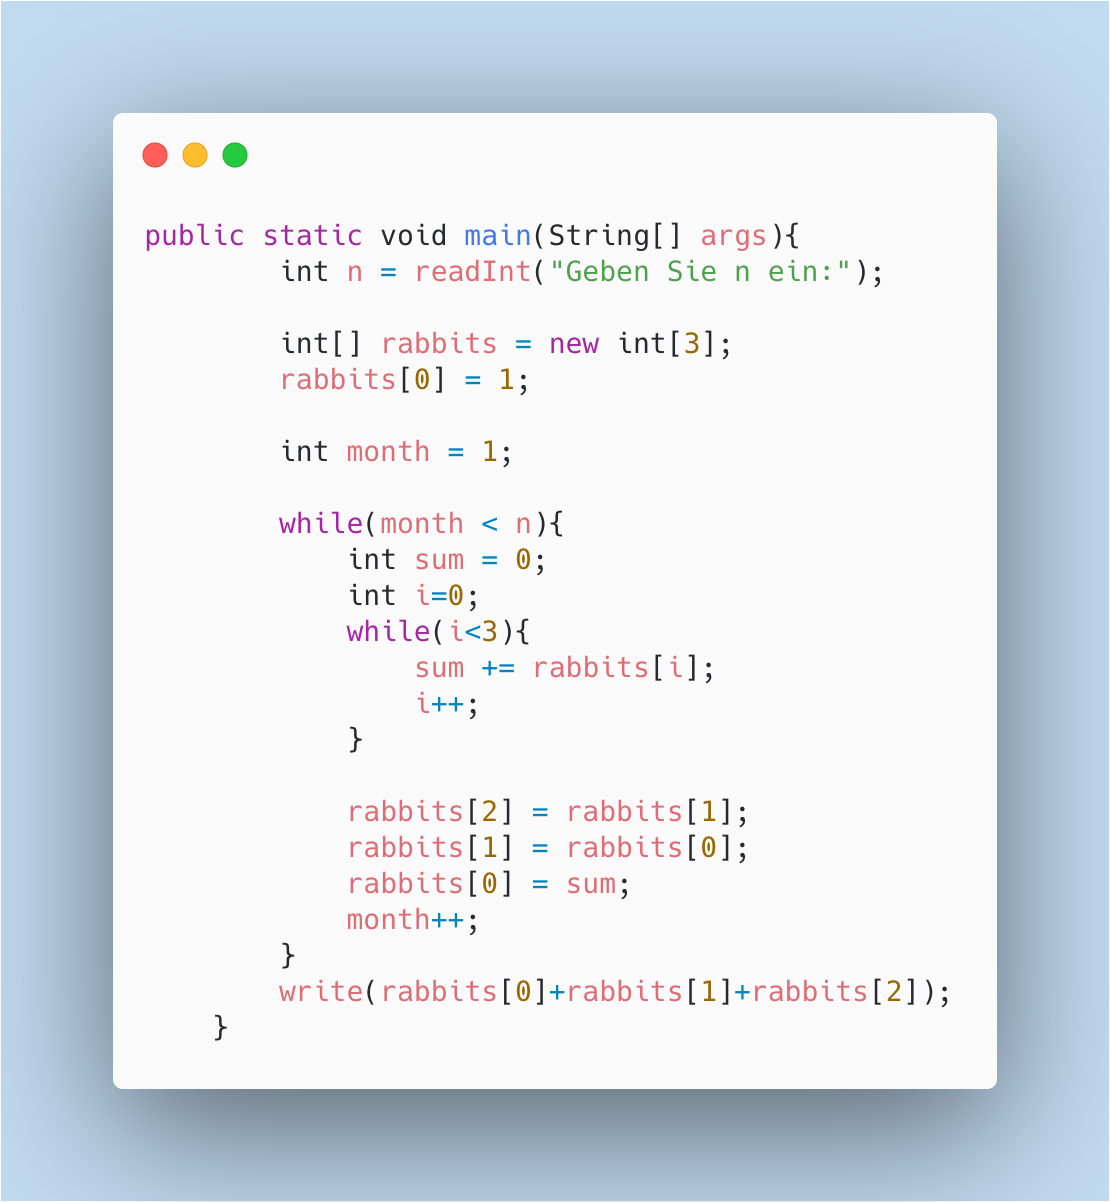 public static void main(String[] args){
        int n = readInt("Geben Sie n ein:");
        int[] rabbits = new int[3];
        rabbits[0] = 1;
        int month = 1;
        while(month < n){
            int sum = 0;
            int i=0;
            while(i<3){
                sum += rabbits[i];
                i++;
            }
            rabbits[2] = rabbits[1];
            rabbits[1] = rabbits[0];
            rabbits[0] = sum;
            month++;
        }
        write(rabbits[0]+rabbits[1]+rabbits[2]);
    }